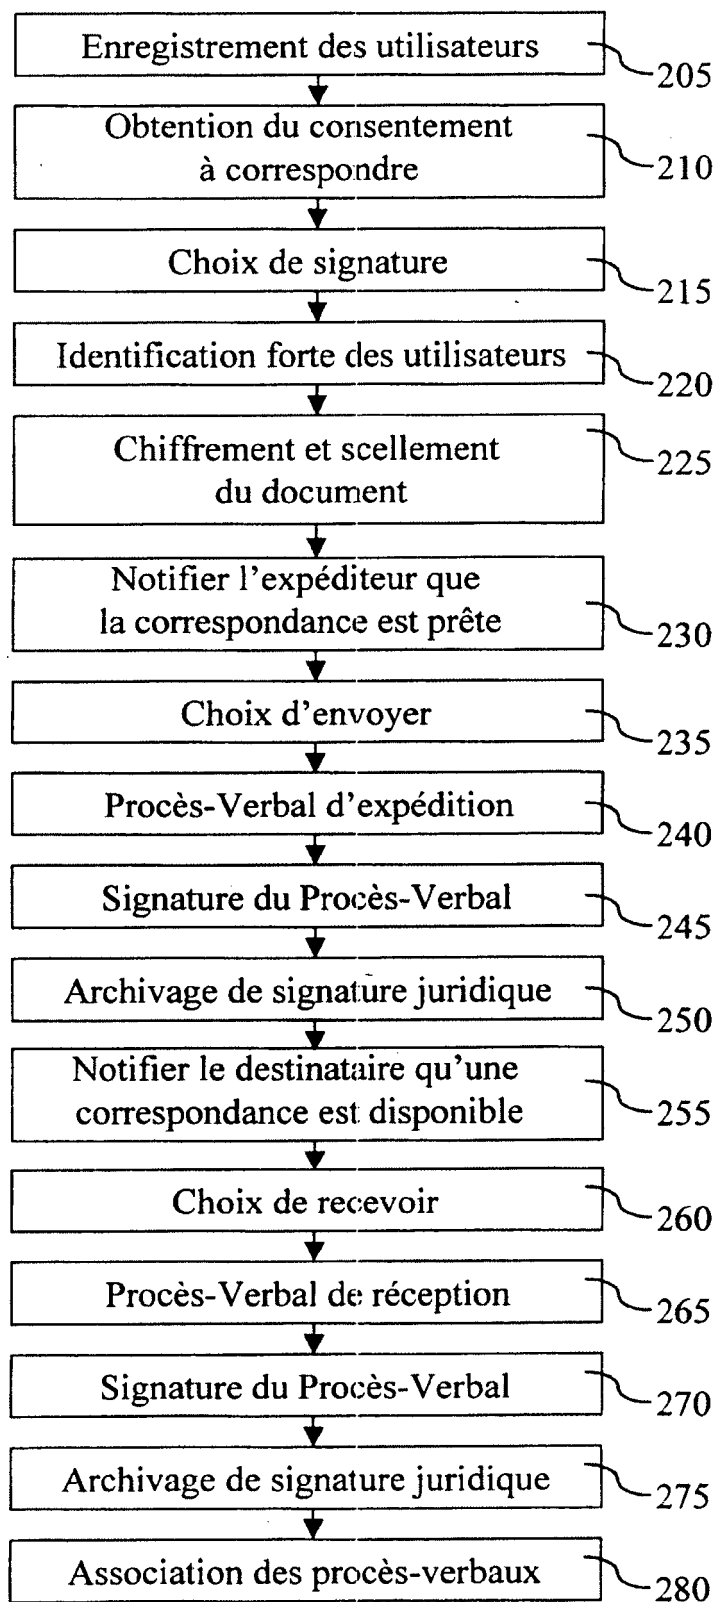 Enregistrement des utilisateurs
205
Obtention du consentement
à correspondre
210
Choix de signature
215
Identification forte des utilisateurs
220
Chiffrement et scellement
du document
225
Notifier l'expéditeur que
la correspondance est prête
230
Choix d'envoyer
235
Procès-Verbal d'expédition
240
Signature du Procès-Verbal
245
Archivage de signature juridique
250
Notifier le destinataire qu'une
correspondance est disponible
255
Choix de recevoir
260
Procès-Verbal de réception
265
Signature du Procès-Verbal
270
Archivage de signature juridique
275
Association des procès-verbaux
280